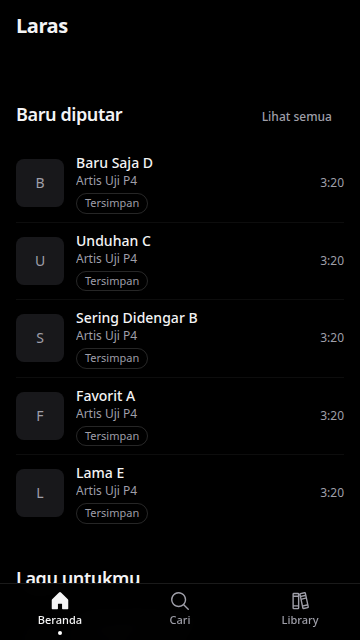 Laras
Baru diputar
Lihat semua
B
Baru Saja D
Artis Uji P4
Tersimpan
3:20
U
Unduhan C
Artis Uji P4
Tersimpan
3:20
S
Sering Didengar B
Artis Uji P4
Tersimpan
3:20
F
Favorit A
Artis Uji P4
Tersimpan
3:20
L
Lama E
Artis Uji P4
Tersimpan
3:20
Lagu untukmu
Beranda
Cari
Library